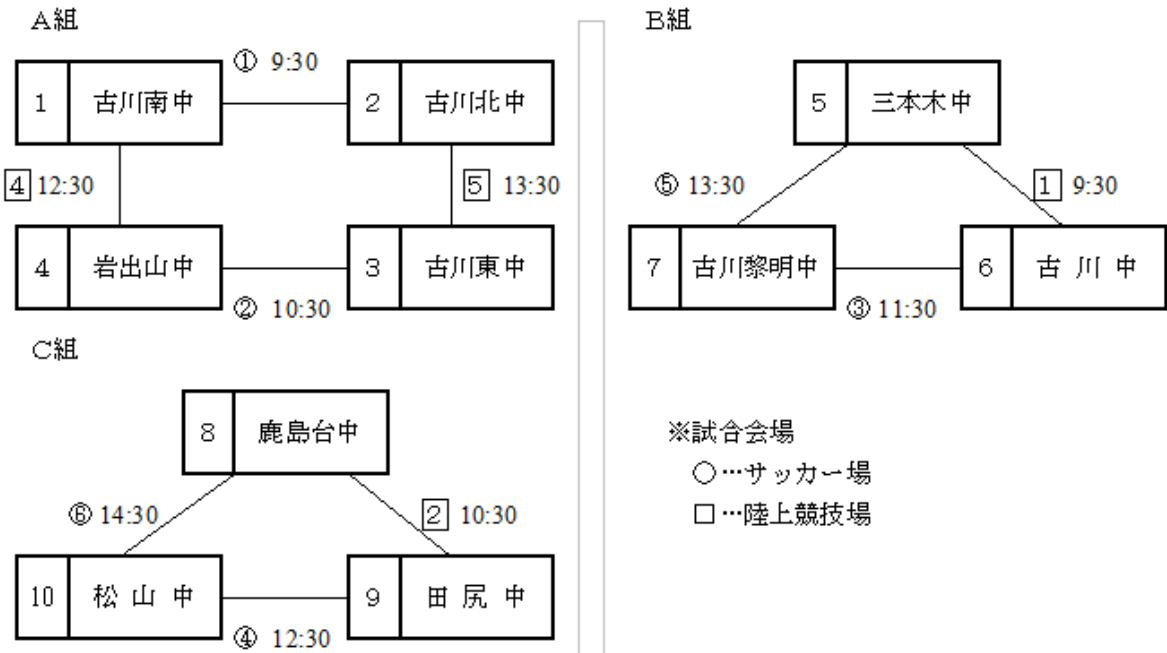 A組
① 9:30
1 古川南中
2 古川北中
4 12:30
5 13:30
4 岩出山中
3 古川東中
② 10:30
B組
5 三本木中
⑤ 13:30
1 9:30
7 古川黎明中
6 古 川 中
③ 11:30
C組
8 鹿島台中
⑥ 14:30
2 10:30
10 松 山 中
9 田 尻 中
④ 12:30
※試合会場
○…サッカー場
□…陸上競技場